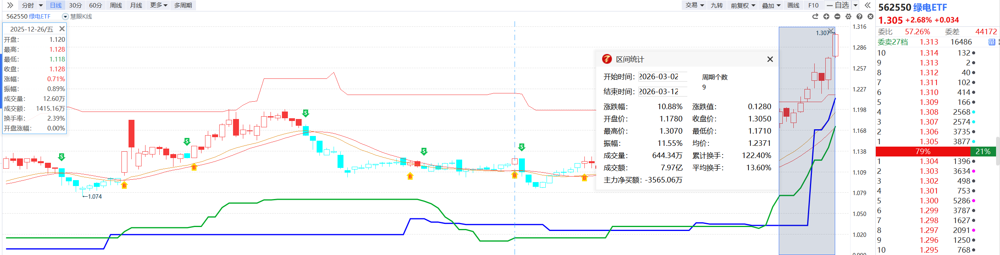 分时 日线 30分 60分 周线 月线 更多 多周期 交易 九转 前复权 叠加 画线 F10 自选
562550 绿电ETF 慧眼K线
2025-12-26/五
开盘: 1.120
最高: 1.128
最低: 1.118
收盘: 1.128
涨幅: 0.71%
振幅: 0.89%
成交量: 12.60万
成交额: 1415.16万
换手率: 2.39%
开盘涨幅: 0.00%
S
B
S
B
S
B
S
B
S
B
←1.074
1.307→
区间统计
开始时间: 2026-03-02 周期个数
9
结束时间: 2026-03-12
涨跌幅: 10.88% 涨跌值: 0.1280
开盘价: 1.1780 收盘价: 1.3050
最高价: 1.3070 最低价: 1.1710
振幅: 11.55% 均价: 1.2371
成交量: 644.34万 累计换手: 122.40%
成交额: 7.97亿 平均换手: 13.60%
主力净买额: -3565.06万
1.316
1.286
1.257
1.227
1.198
1.168
1.138
1.109
1.079
1.050
1.020
562550 绿电ETF
1.305 +2.68% +0.034
委比 57.26% 委差 44172
委卖27档 1.313 16486 量
10 1.314 132
9 1.313 2
8 1.312 40
7 1.311 102
6 1.310 414
5 1.309 166
4 1.308 2568
3 1.307 2574
2 1.306 3735
1 1.305 3877
79% 21%
1 1.304 1396
2 1.303 3634
3 1.302 498
4 1.301 753
5 1.300 5286
6 1.299 3787
7 1.298 1627
8 1.297 2091
9 1.296 1250
10 1.295 768